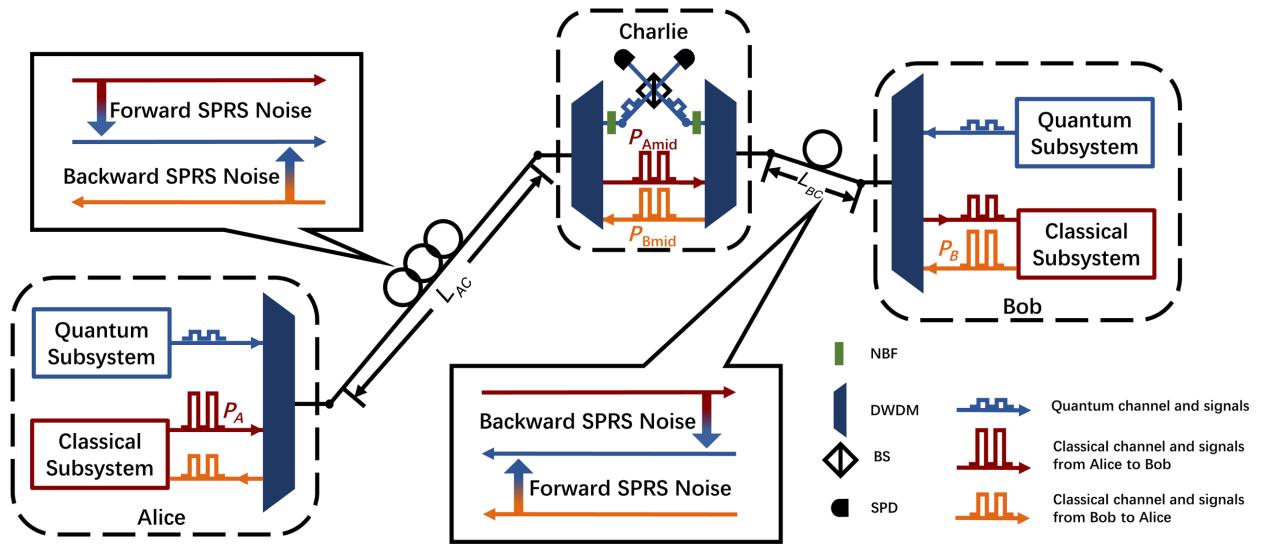 Forward SPRS Noise
Backward SPRS Noise
Charlie
P_Amid
P_Bmid
L_AC
L_BC
Quantum
Subsystem
P_B
Classical
Subsystem
Bob
Quantum
Subsystem
P_A
Classical
Subsystem
Alice
Backward SPRS Noise
Forward SPRS Noise
NBF
DWDM
BS
SPD
Quantum channel and signals
Classical channel and signals
from Alice to Bob
Classical channel and signals
from Bob to Alice